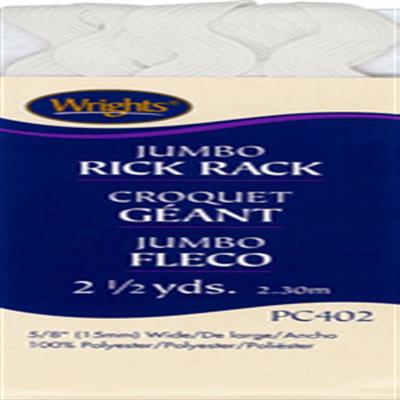 Wrights®
JUMBO
RICK RACK
CROQUET
GÉANT
JUMBO
FLECO
2 1/2 yds. 2.30m
PC402
5/8" (15mm) Wide/De large/Ancho
100% Polyester/Polyester/Poliéster